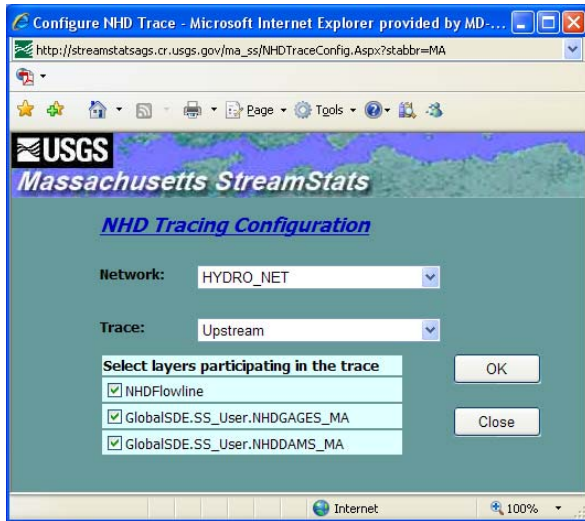 Configure NHD Trace - Microsoft Internet Explorer provided by MD-...
http://streamstatsags.cr.usgs.gov/ma_ss/NHDTraceConfig.Aspx?stabbr=MA
Page Tools
USGS
Massachusetts StreamStats
NHD Tracing Configuration
Network: HYDRO_NET
Trace: Upstream
Select layers participating in the trace
OK
NHDFlowline
GlobalSDE.SS_User.NHDGAGES_MA
Close
GlobalSDE.SS_User.NHDDAMS_MA
Internet 100%